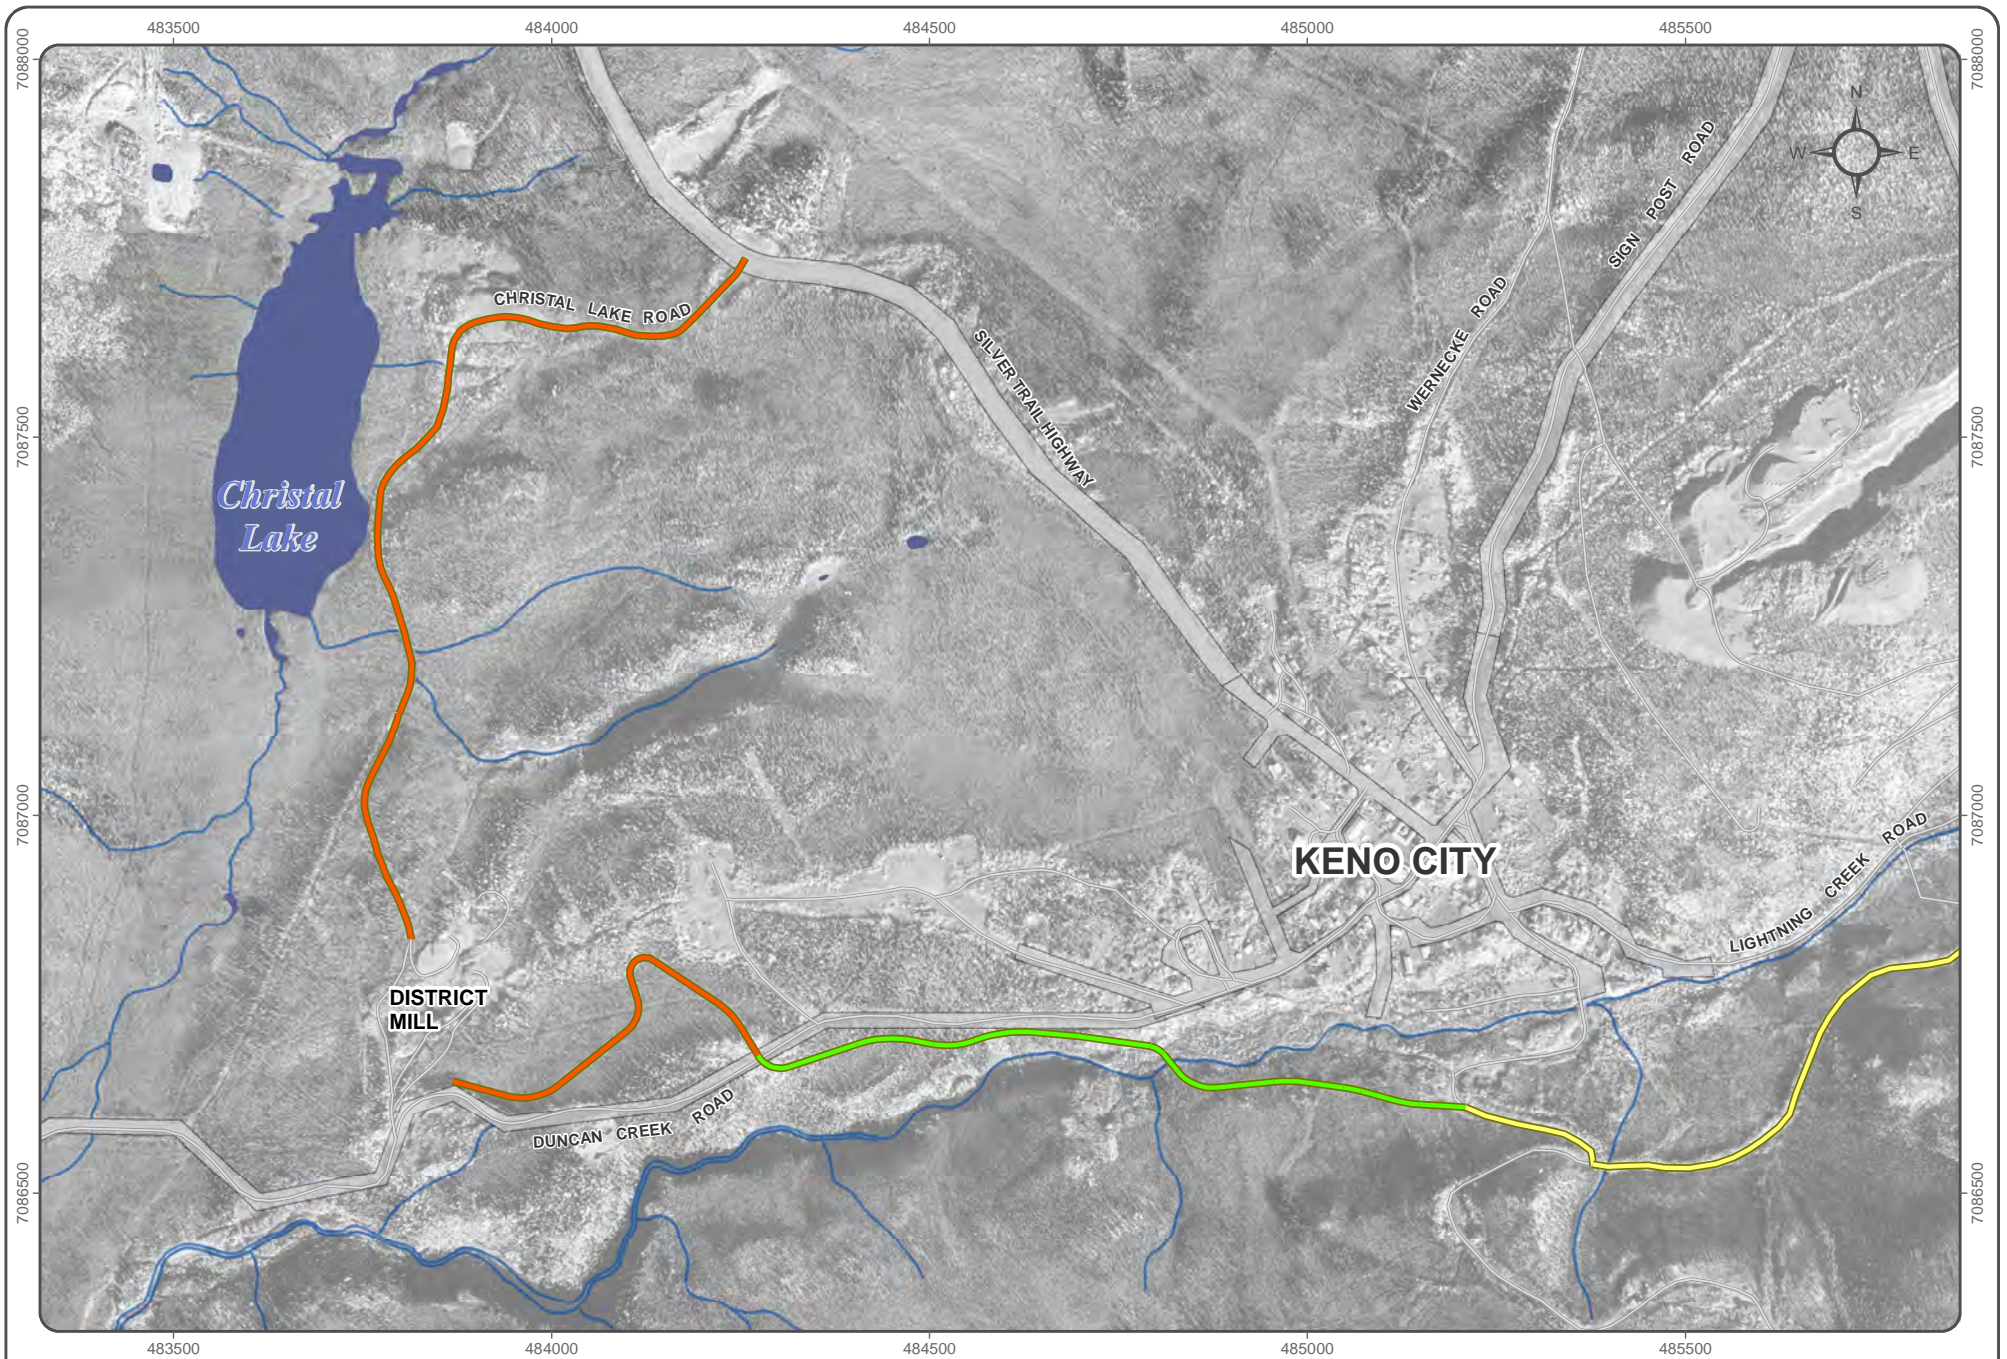 483500
484000
484500
485000
485500
7088000
7088000
N
W
E
S
SIGN POST ROAD
CHRISTAL LAKE ROAD
WERNECKE ROAD
SILVER TRAIL HIGHWAY
7087500
7087500
Christal
Lake
7087000
7087000
KENO CITY
LIGHTNING CREEK ROAD
DISTRICT
MILL
DUNCAN CREEK ROAD
7086500
7086500
483500
484000
484500
485000
485500